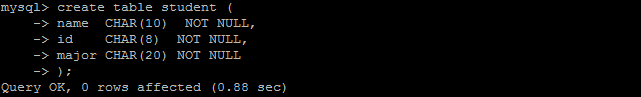 mysql> create table student (
    -> name  CHAR(10)  NOT NULL,
    -> id    CHAR(8)  NOT NULL,
    -> major CHAR(20) NOT NULL
    -> );
Query OK, 0 rows affected (0.88 sec)